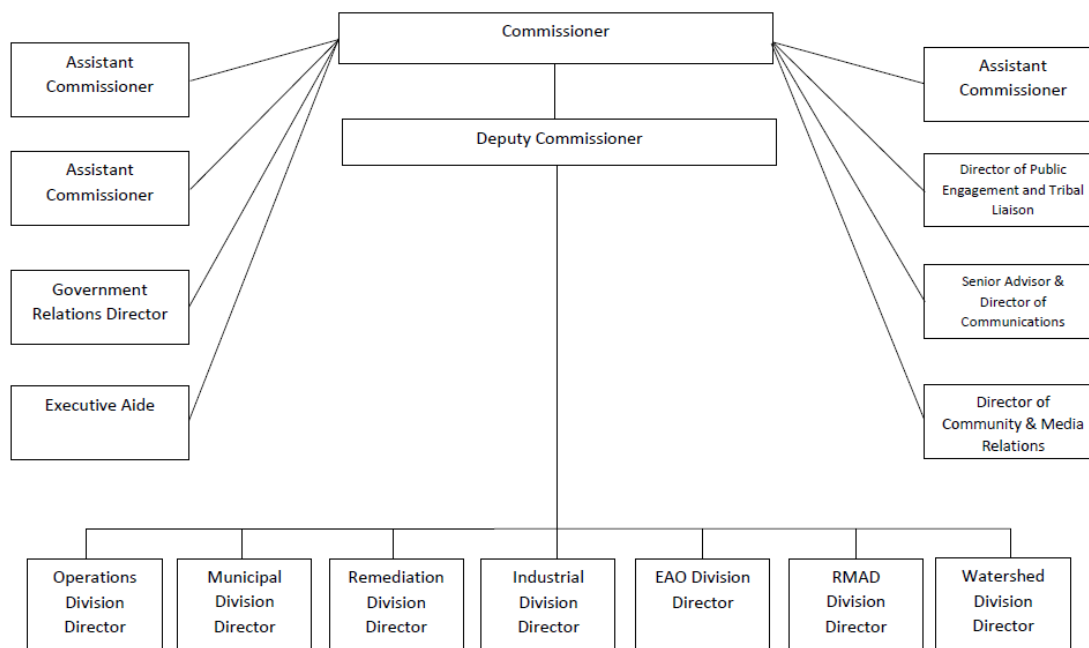 Commissioner
Deputy Commissioner
Assistant
Commissioner
Assistant
Commissioner
Government
Relations Director
Executive Aide
Assistant
Commissioner
Director of Public
Engagement and Tribal
Liaison
Senior Advisor &
Director of
Communications
Director of
Community & Media
Relations
Operations
Division
Director
Municipal
Division
Director
Remediation
Division
Director
Industrial
Division
Director
EAO Division
Director
RMAD
Division
Director
Watershed
Division
Director